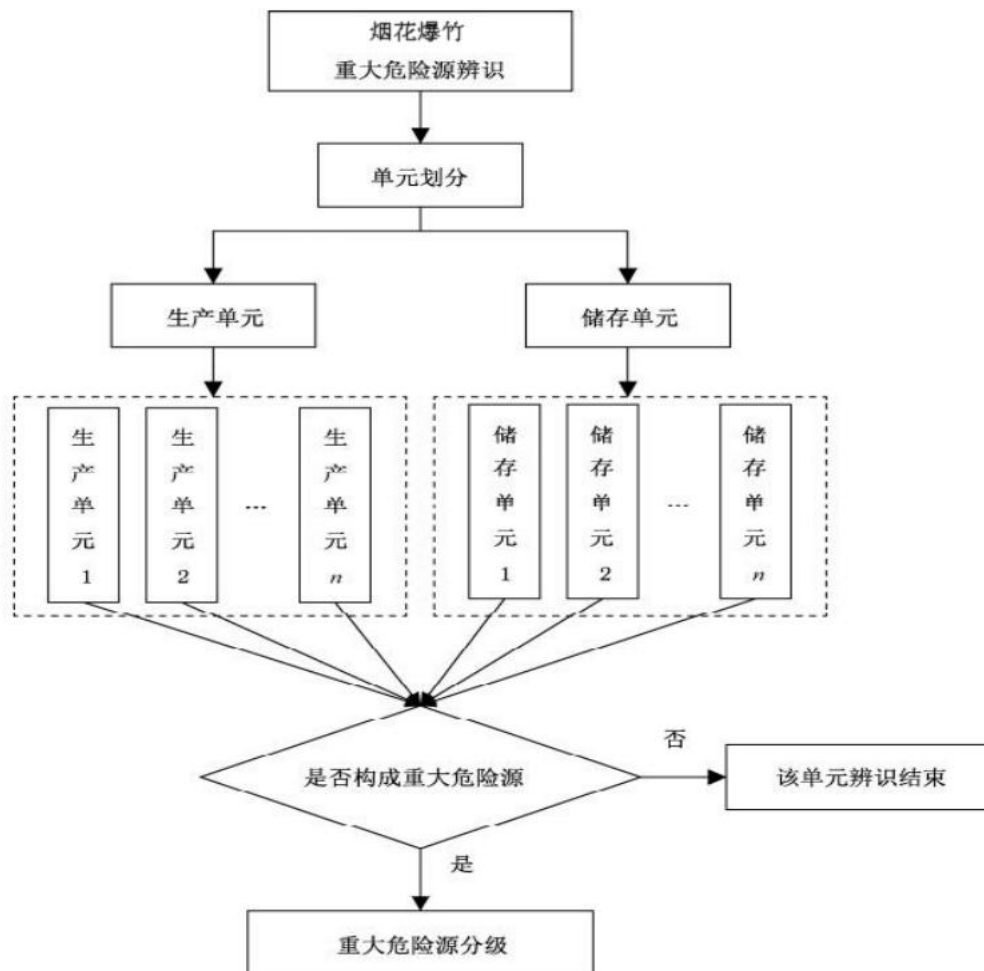 烟花爆竹
重大危险源辨识
单元划分
生产单元
储存单元
生产单元1
生产单元2
…
生产单元n
储存单元1
储存单元2
…
储存单元n
是否构成重大危险源
否
该单元辨识结束
是
重大危险源分级